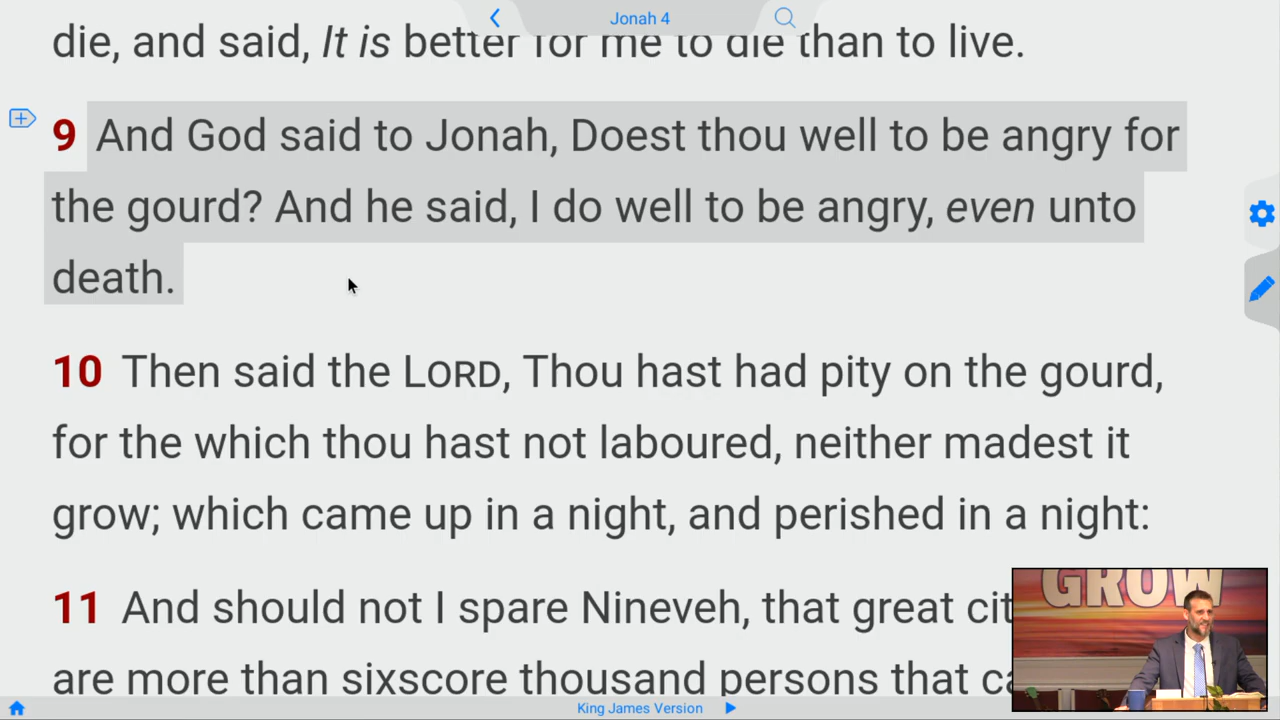 Jonah 4
die, and said, It is better for me to die than to live.
9 And God said to Jonah, Doest thou well to be angry for
the gourd? And he said, I do well to be angry, even unto
death.
10 Then said the LORD, Thou hast had pity on the gourd,
for the which thou hast not laboured, neither madest it
grow; which came up in a night, and perished in a night:
11 And should not I spare Nineveh, that great cit
are more than sixscore thousand persons that ca
GROW
King James Version